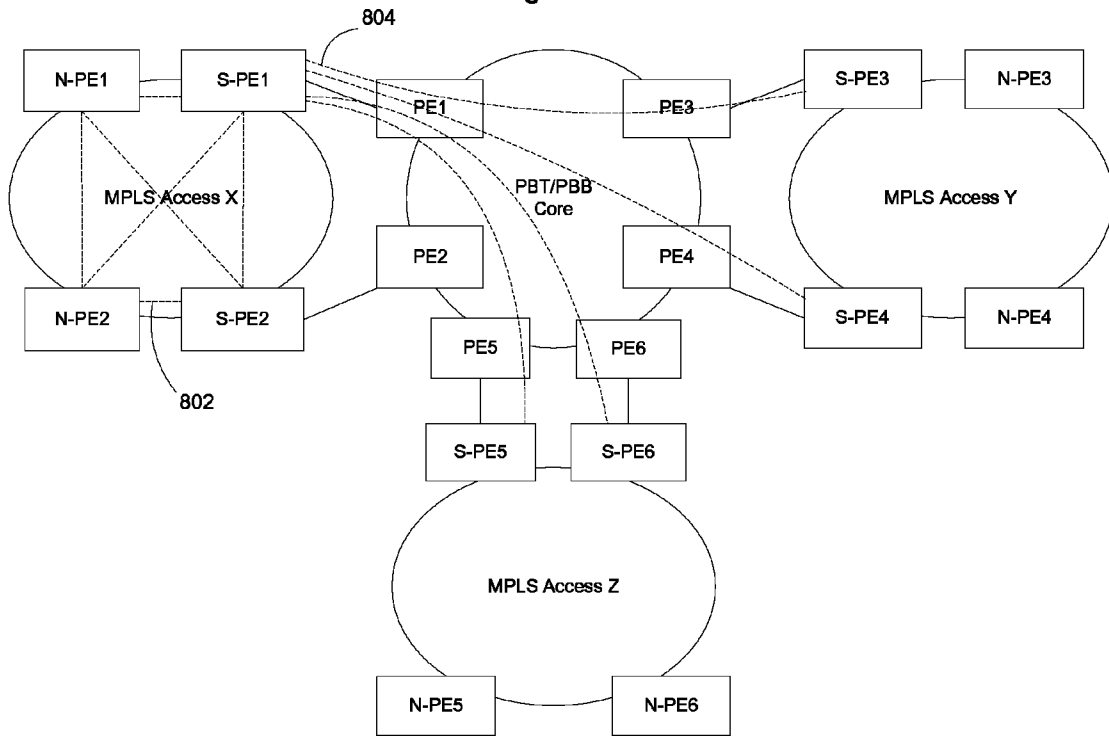 804
N-PE1
S-PE1
PE1
PE3
S-PE3
N-PE3
MPLS Access X
PBT/PBB
Core
MPLS Access Y
PE2
PE4
N-PE2
S-PE2
S-PE4
N-PE4
PE5
PE6
802
S-PE5
S-PE6
MPLS Access Z
N-PE5
N-PE6